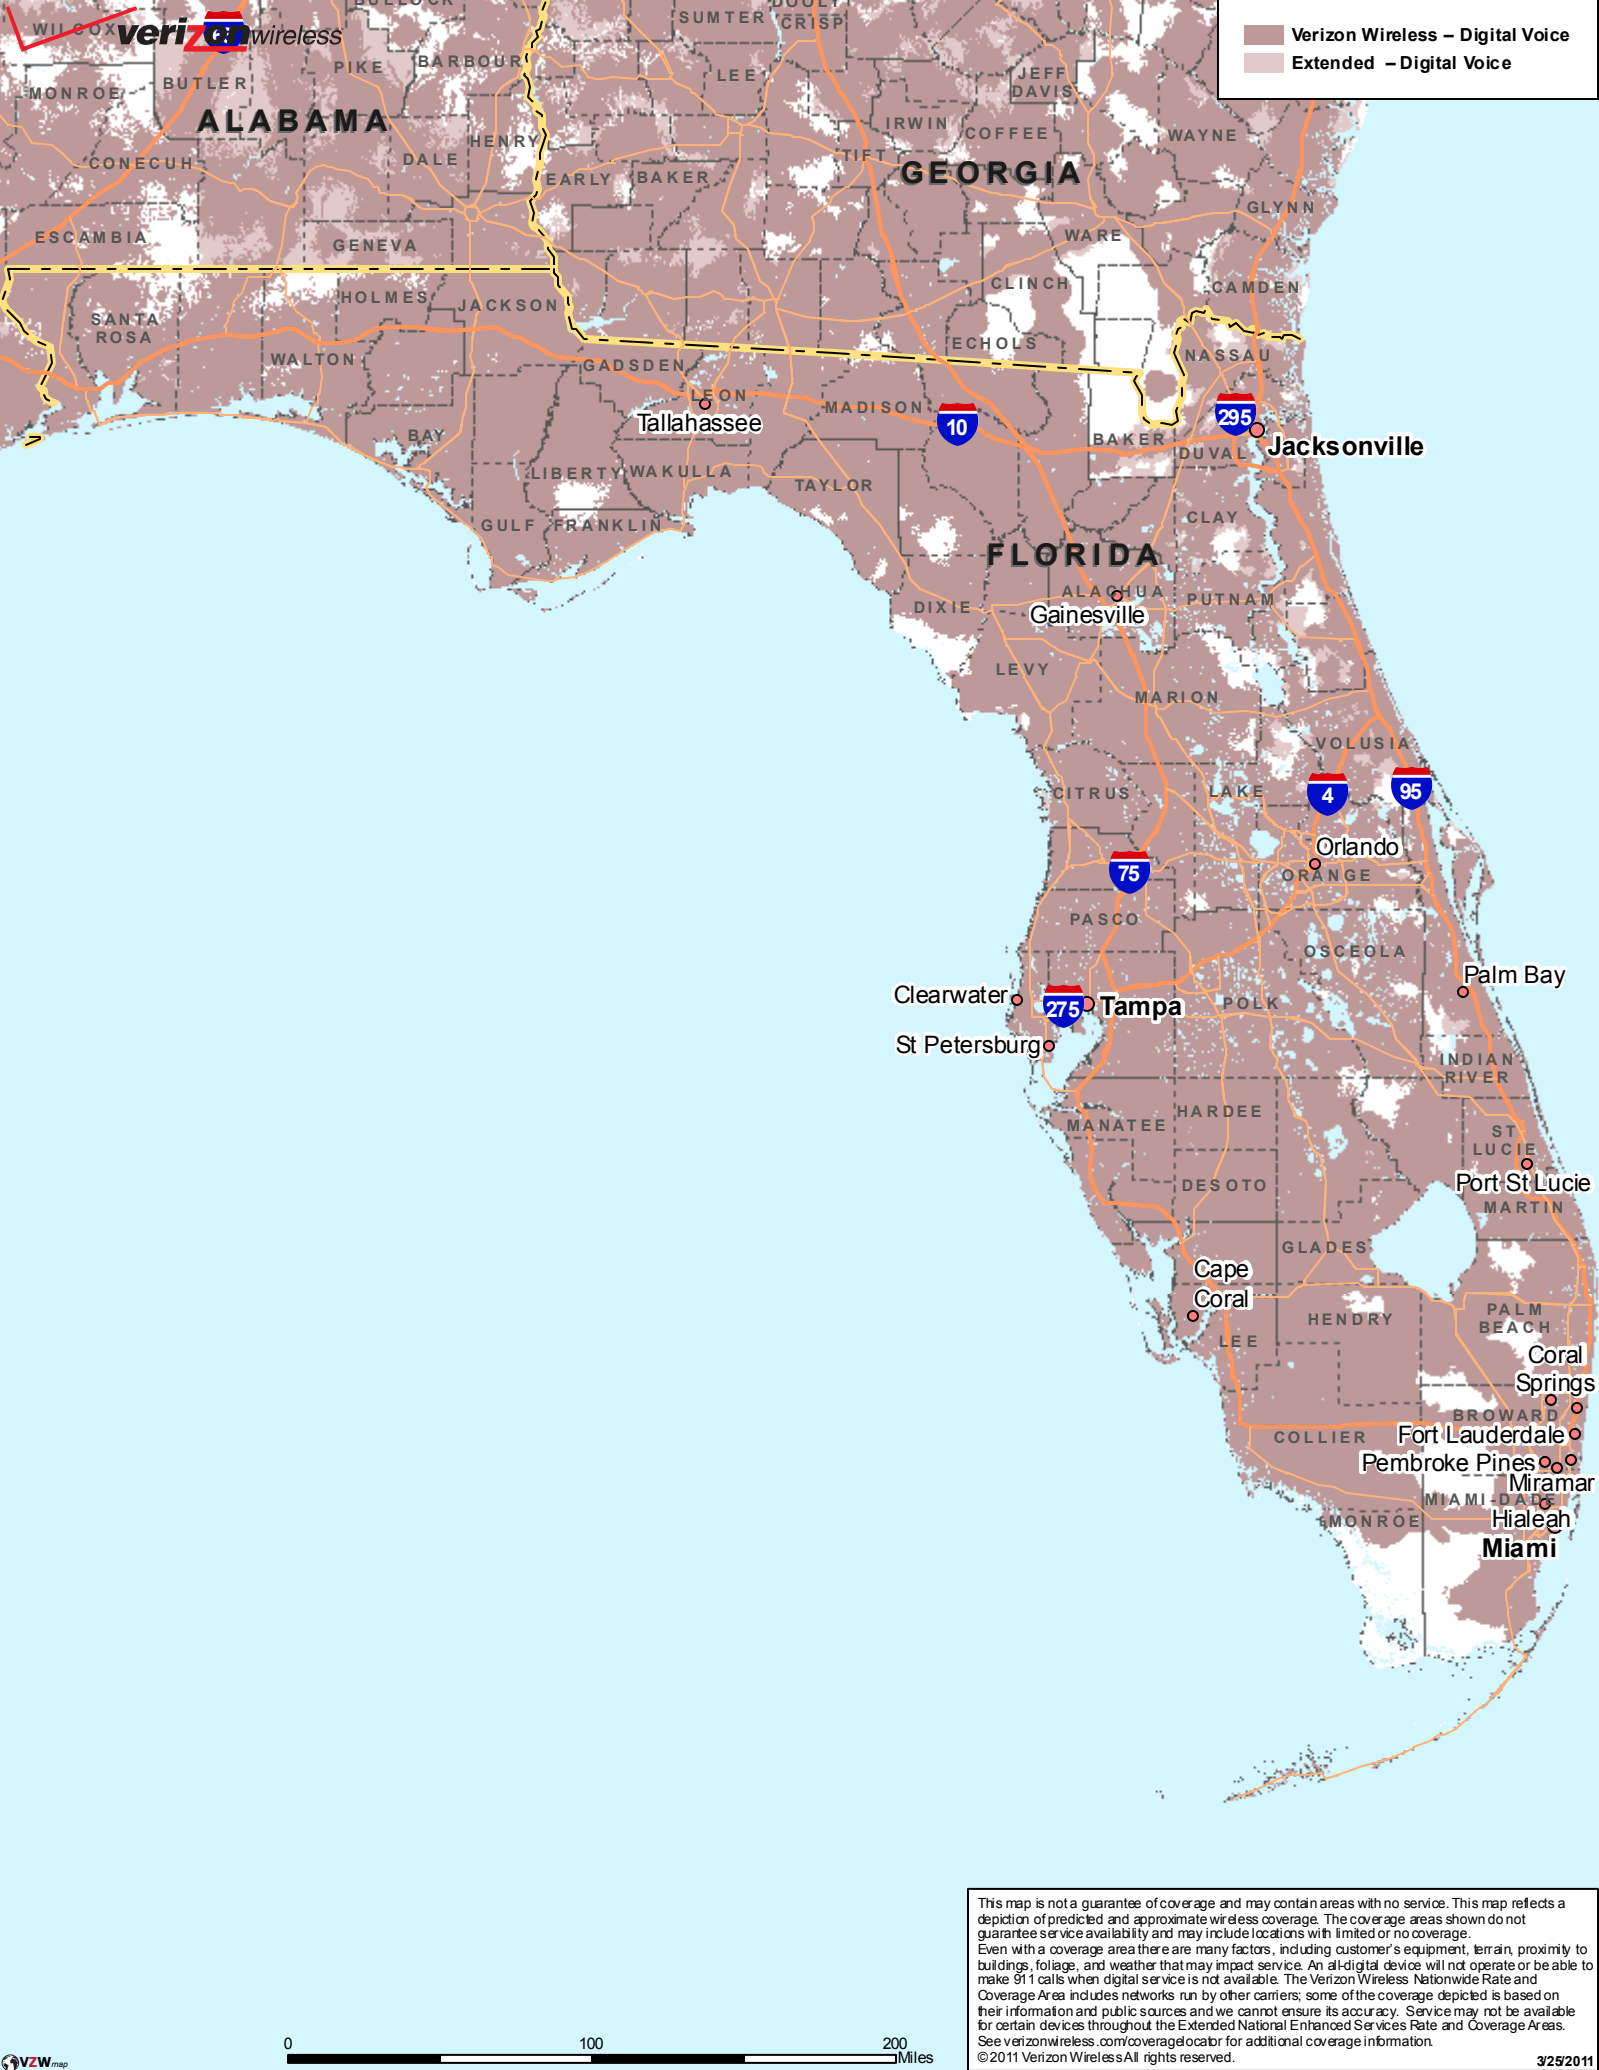 BULLOCK
SUMTER
DOOLY
CRISP
WILCOX
verizon wireless
Verizon Wireless – Digital Voice
Extended – Digital Voice
PIKE
BARBOUR
LEE
JEFF
DAVIS
MONROE
BUTLER
ALABAMA
HENRY
IRWIN
COFFEE
WAYNE
CONECUH
DALE
TIFT
GEORGIA
EARLY
BAKER
GLYNN
ESCAMBIA
GENEVA
WARE
CLINCH
CAMDEN
HOLMES
JACKSON
SANTA
ROSA
ECHOLS
WALTON
GADSDEN
NASSAU
LEON
Tallahassee
MADISON
10
295
Jacksonville
BAY
BAKER
DUVAL
LIBERTY
WAKULLA
TAYLOR
GULF
FRANKLIN
CLAY
FLORIDA
ALACHUA
Gainesville
DIXIE
PUTNAM
LEVY
MARION
VOLUSIA
CITRUS
LAKE
4
95
Orlando
75
ORANGE
PASCO
OSCEOLA
Palm Bay
Clearwater
275
Tampa
POLK
St Petersburg
INDIAN
RIVER
HARDEE
MANATEE
ST
LUCIE
DESOTO
Port St Lucie
MARTIN
GLADES
Cape
Coral
HENDRY
PALM
BEACH
LEE
Coral
Springs
BROWARD
COLLIER
Fort Lauderdale
Pembroke Pines
Miramar
MIAMI-DADE
MONROE
Hialeah
Miami
This map is not a guarantee of coverage and may contain areas with no service. This map reflects a
depiction of predicted and approximate wireless coverage. The coverage areas shown do not
guarantee service availability and may include locations with limited or no coverage.
Even with a coverage area there are many factors, including customer's equipment, terrain, proximity to
buildings, foliage, and weather that may impact service. An all-digital device will not operate or be able to
make 911 calls when digital service is not available. The Verizon Wireless Nationwide Rate and
Coverage Area includes networks run by other carriers; some of the coverage depicted is based on
their information and public sources and we cannot ensure its accuracy. Service may not be available
for certain devices throughout the Extended National Enhanced Services Rate and Coverage Areas.
See verizonwireless.com/coveragelocator for additional coverage information.
©2011 Verizon Wireless All rights reserved.
3/25/2011
0 100 200
Miles
VZWmap